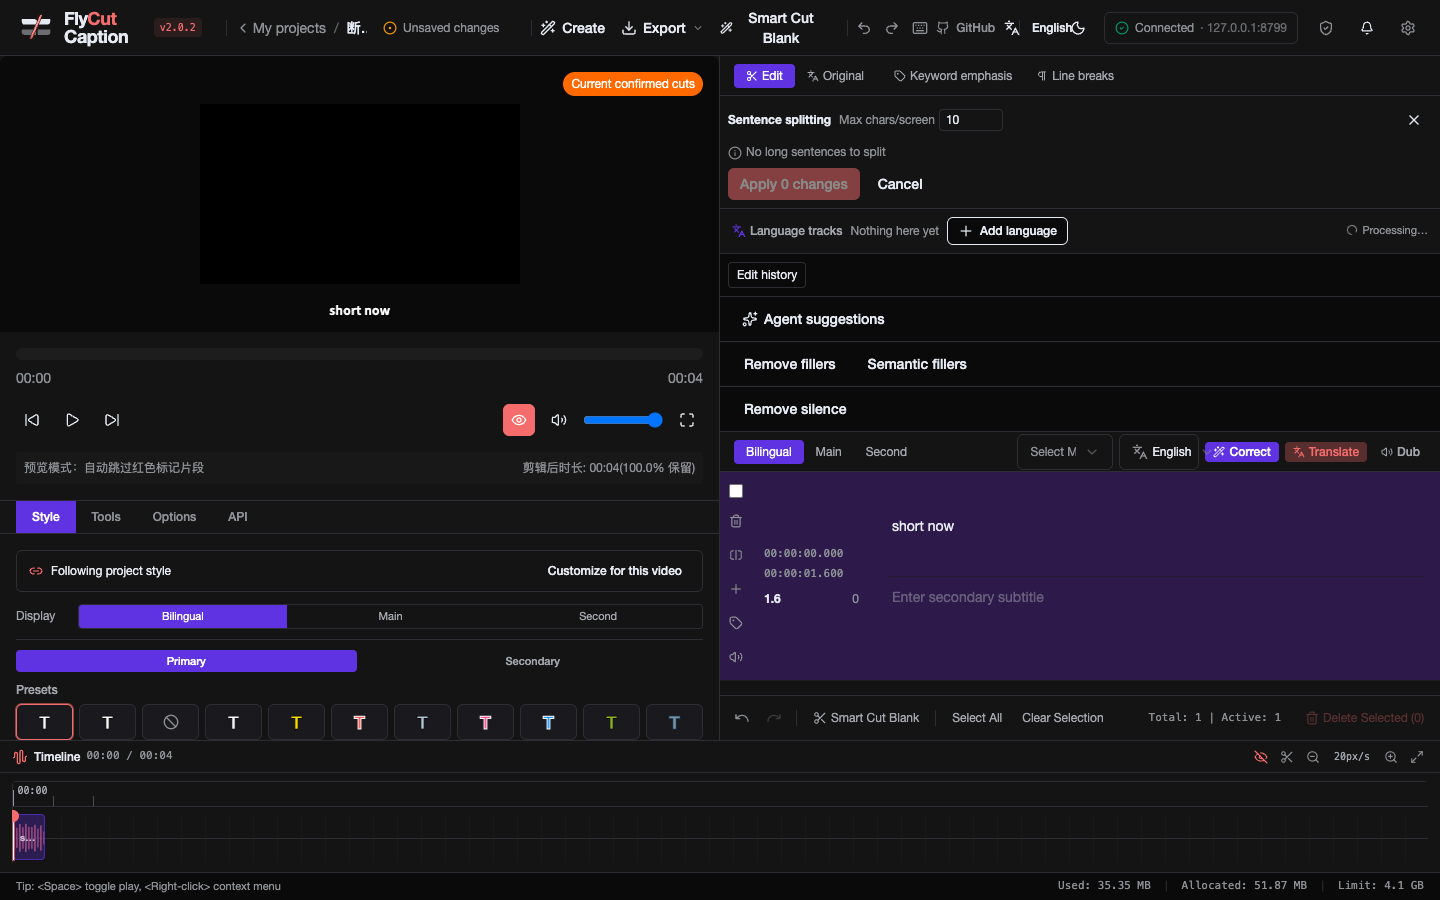 FlyCut Caption
v2.0.2
My projects / 断..
Unsaved changes
Create
Export
Smart Cut Blank
GitHub
English
Connected · 127.0.0.1:8799
Current confirmed cuts
short now
00:00
00:04
预览模式：自动跳过红色标记片段
剪辑后时长: 00:04(100.0% 保留)
Style
Tools
Options
API
Following project style
Customize for this video
Display
Bilingual
Main
Second
Primary
Secondary
Presets
T
T
T
T
T
T
T
T
T
T
Edit
Original
Keyword emphasis
Line breaks
Sentence splitting
Max chars/screen
10
No long sentences to split
Apply 0 changes
Cancel
Language tracks
Nothing here yet
Add language
Processing...
Edit history
Agent suggestions
Remove fillers
Semantic fillers
Remove silence
Bilingual
Main
Second
Select M
English
Correct
Translate
Dub
short now
00:00:00.000
00:00:01.600
1.6
0
Enter secondary subtitle
Smart Cut Blank
Select All
Clear Selection
Total: 1 | Active: 1
Delete Selected (0)
Timeline
00:00 / 00:04
20px/s
00:00
s...
Tip: <Space> toggle play, <Right-click> context menu
Used: 35.35 MB
Allocated: 51.87 MB
Limit: 4.1 GB